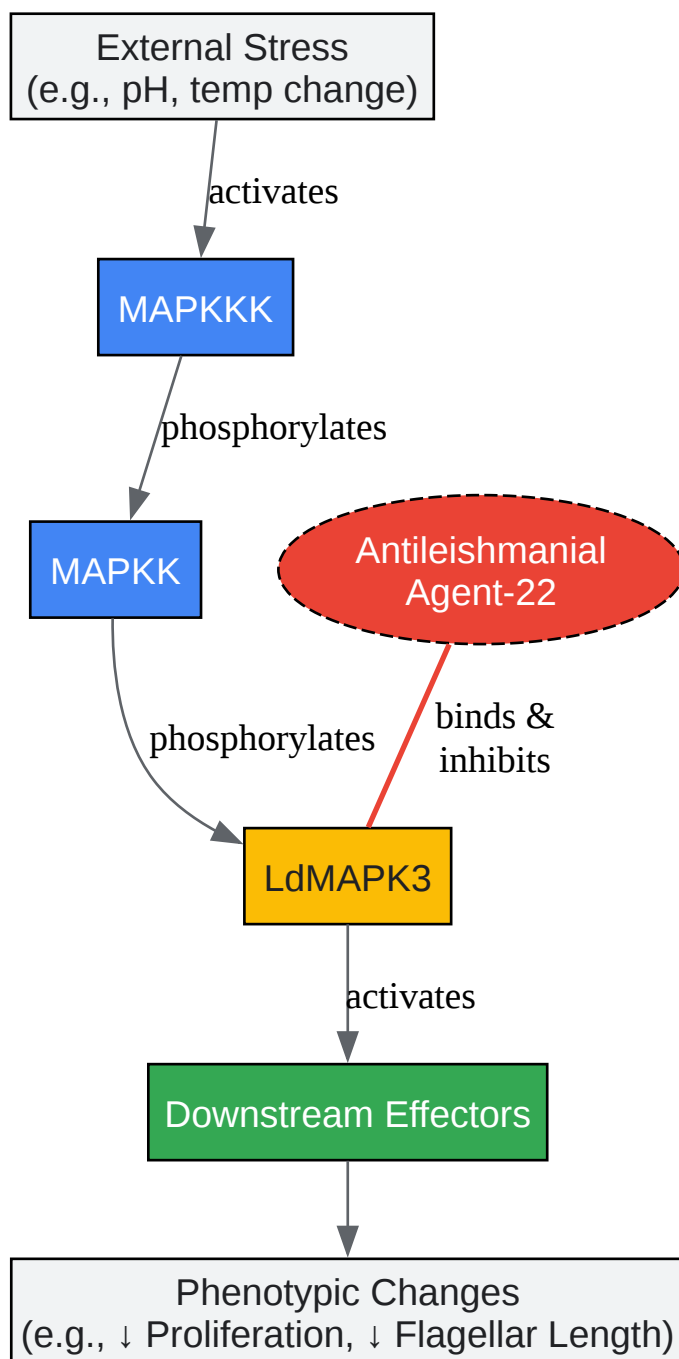 External Stress
(e.g., pH, temp change)
activates
MAPKKK
phosphorylates
MAPKK
Antileishmanial
Agent-22
phosphorylates
binds &
inhibits
LdMAPK3
activates
Downstream Effectors
Phenotypic Changes
(e.g., ↓ Proliferation, ↓ Flagellar Length)